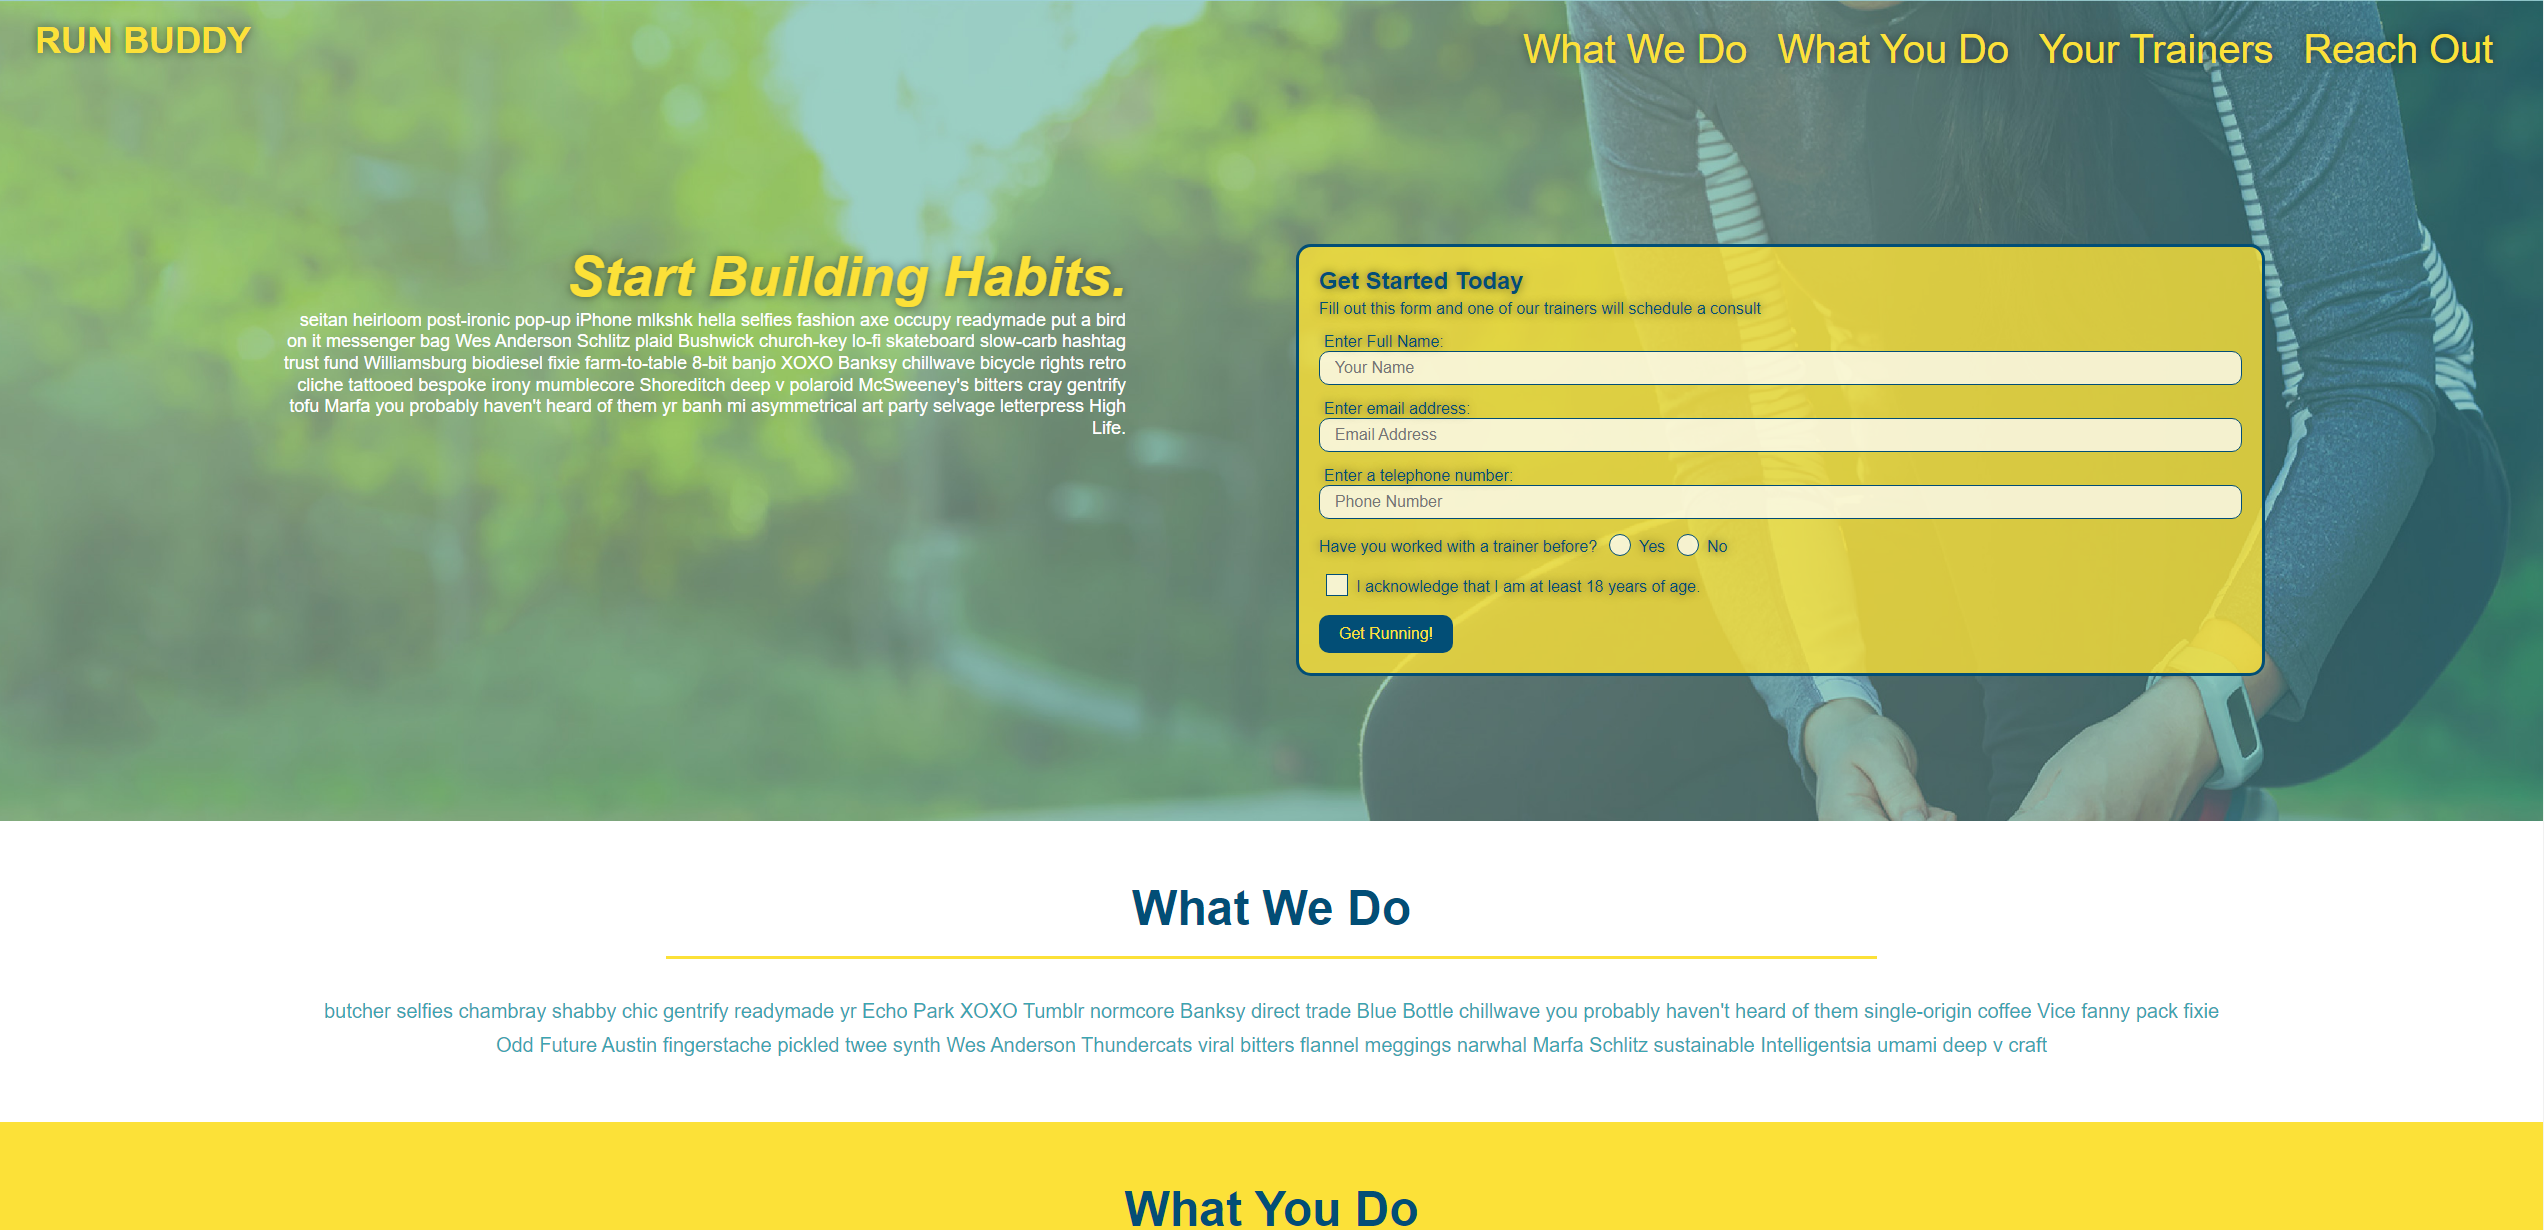 RUN BUDDY
What We Do What You Do Your Trainers Reach Out
Start Building Habits.
seitan heirloom post-ironic pop-up iPhone mlkshk hella selfies fashion axe occupy readymade put a bird
on it messenger bag Wes Anderson Schlitz plaid Bushwick church-key lo-fi skateboard slow-carb hashtag
trust fund Williamsburg biodiesel fixie farm-to-table 8-bit banjo XOXO Banksy chillwave bicycle rights retro
cliche tattooed bespoke irony mumblecore Shoreditch deep v polaroid McSweeney's bitters cray gentrify
tofu Marfa you probably haven't heard of them yr banh mi asymmetrical art party selvage letterpress High
Life.
Get Started Today
Fill out this form and one of our trainers will schedule a consult
Enter Full Name:
Your Name
Enter email address:
Email Address
Enter a telephone number:
Phone Number
Have you worked with a trainer before? Yes No
I acknowledge that I am at least 18 years of age.
Get Running!
What We Do
butcher selfies chambray shabby chic gentrify readymade yr Echo Park XOXO Tumblr normcore Banksy direct trade Blue Bottle chillwave you probably haven't heard of them single-origin coffee Vice fanny pack fixie
Odd Future Austin fingerstache pickled twee synth Wes Anderson Thundercats viral bitters flannel meggings narwhal Marfa Schlitz sustainable Intelligentsia umami deep v craft
What You Do